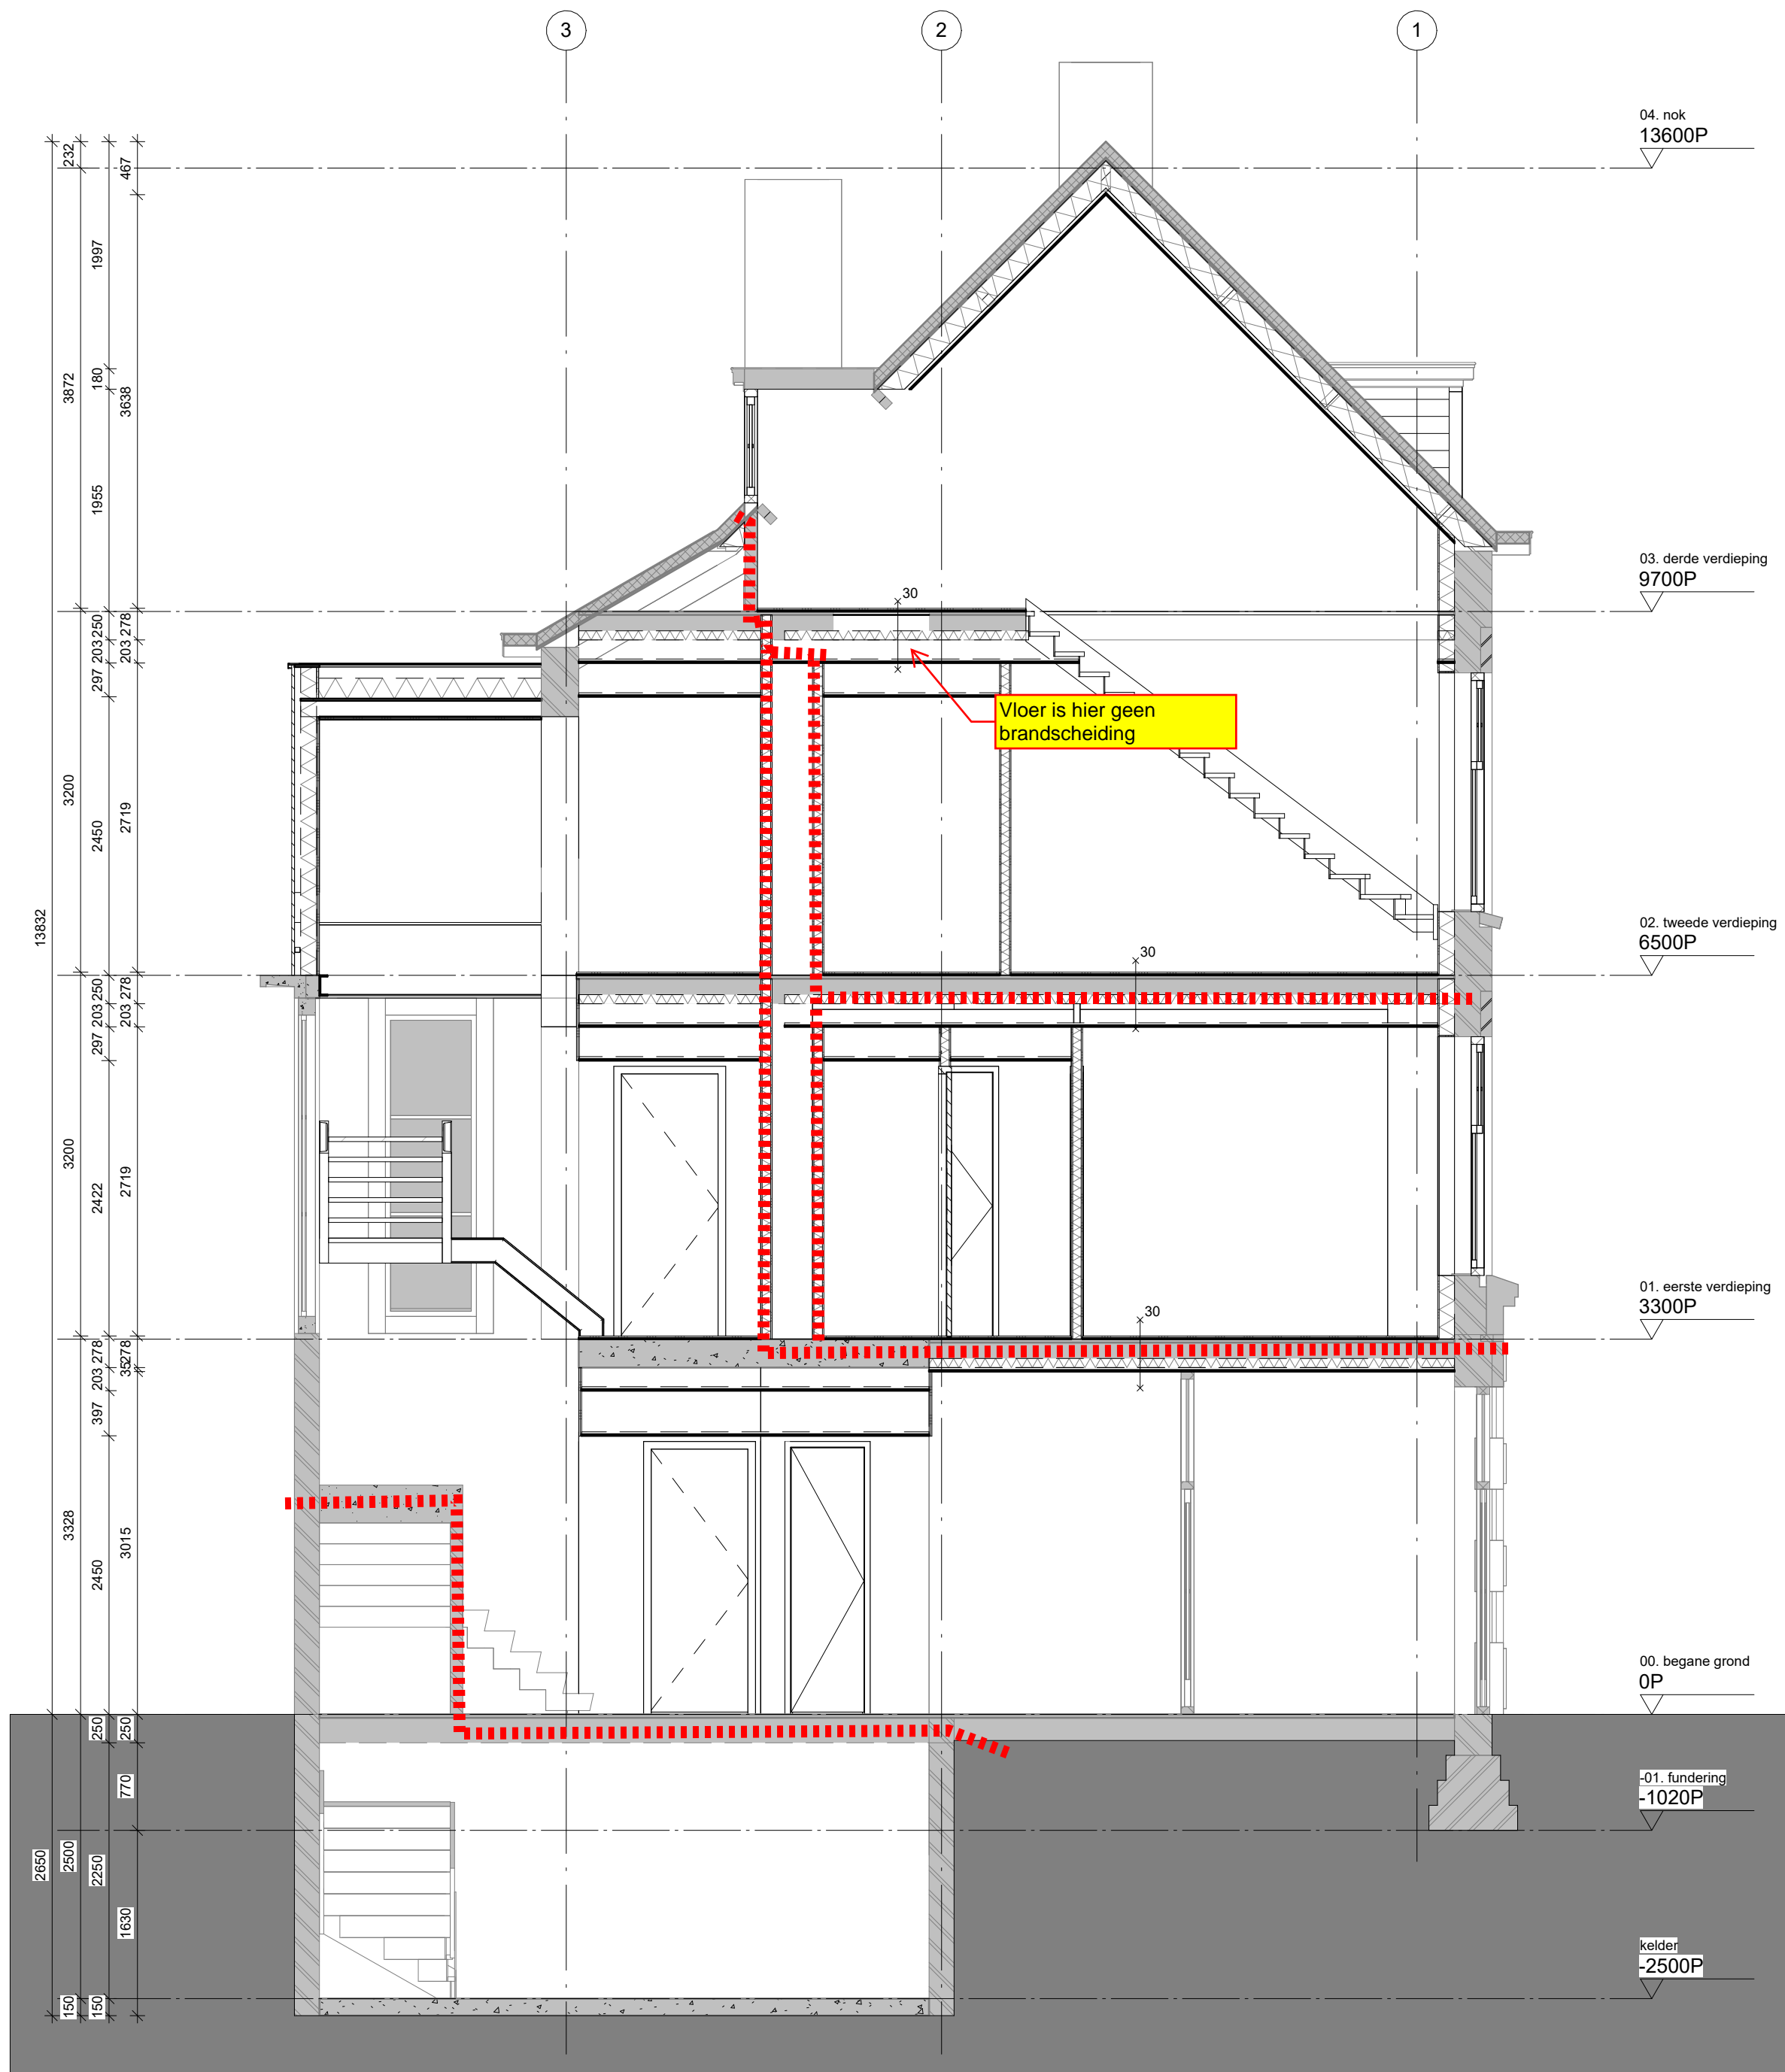 3
2
1
04. nok
13600P
03. derde verdieping
9700P
02. tweede verdieping
6500P
01. eerste verdieping
3300P
00. begane grond
0P
-01. fundering
-1020P
kelder
-2500P
Vloer is hier geen
brandscheiding
30
30
30
13832
2650
232
3872
3200
3200
3328
2500
150
1997
180
1955
250
203
297
2450
250
203
297
2422
278
203
397
2450
250
2250
150
467
3638
278
203
2719
278
203
2719
278
35
3015
250
770
1630